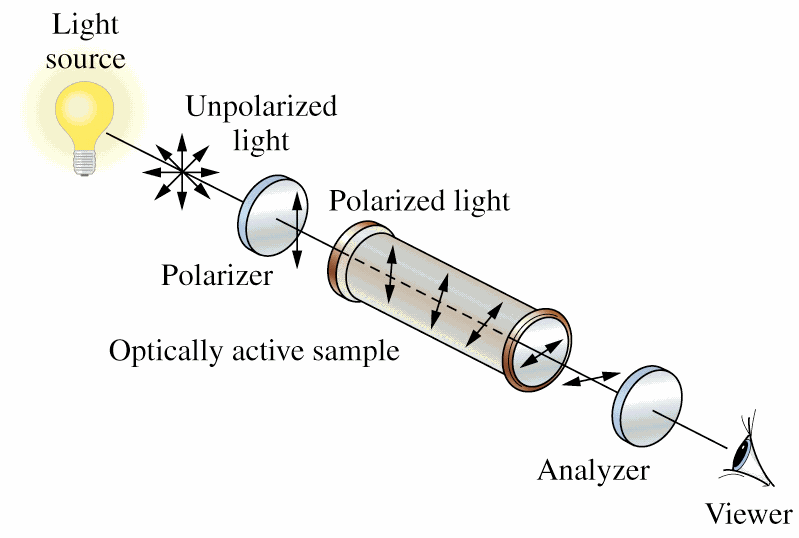 Light
source
Unpolarized
light
Polarized light
Polarizer
Optically active sample
Analyzer
Viewer